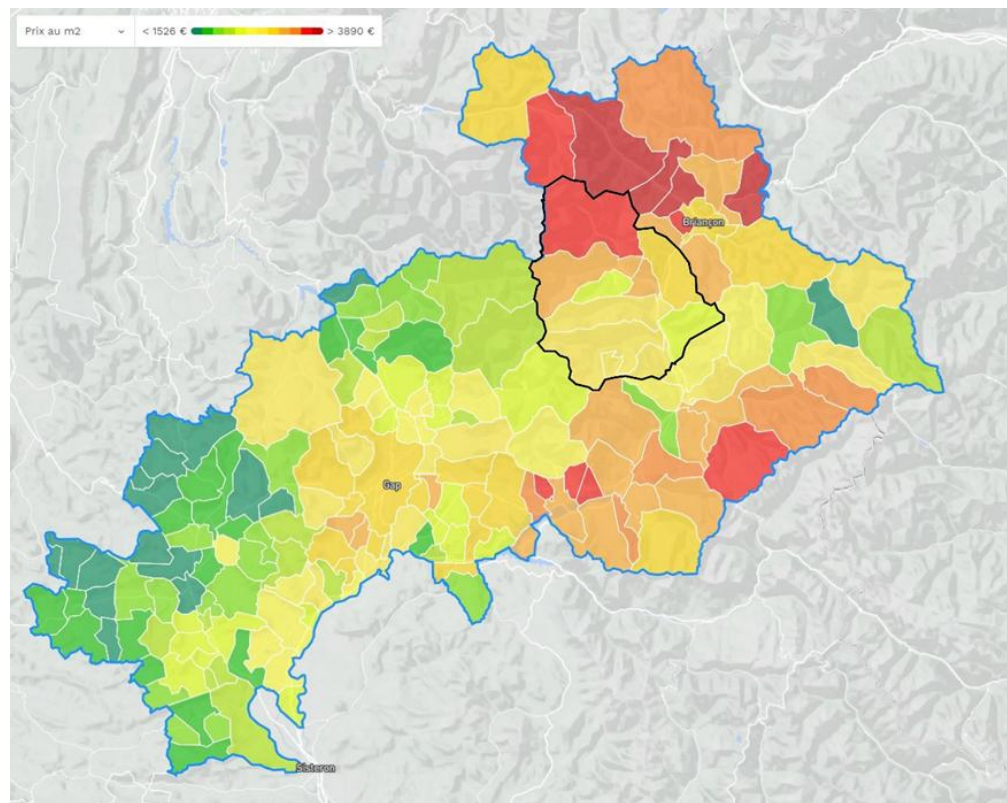 Prix au m2
< 1526 €
> 3890 €
Briançon
Gap
Sisteron